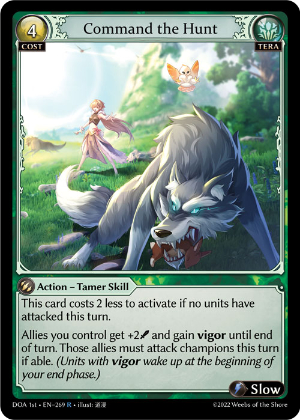 4
Command the Hunt
COST
TERA
Action – Tamer Skill
This card costs 2 less to activate if no units have
attacked this turn.
Allies you control get +2 and gain vigor until end
of turn. Those allies must attack champions this turn
if able. (Units with vigor wake up at the beginning of
your end phase.)
Slow
DOA 1st • EN-269 R • illust: 道渡
©2022 Weebs of the Shore